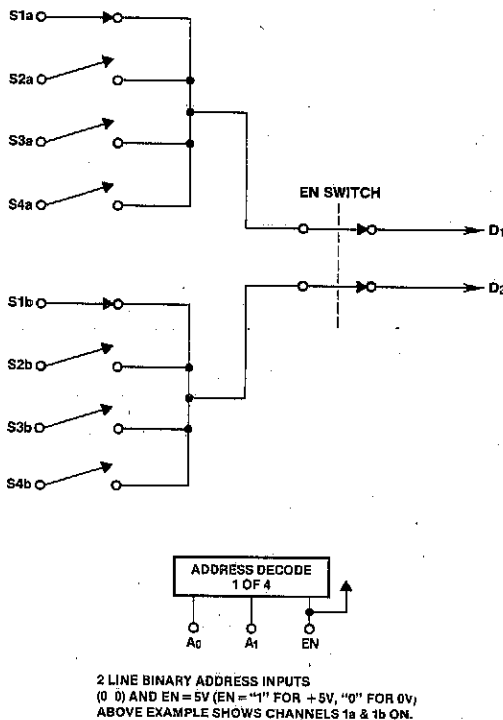 S1a
S2a
S3a
S4a
EN SWITCH
D1
D2
S1b
S2b
S3b
S4b
ADDRESS DECODE
1 OF 4
A0
A1
EN
2 LINE BINARY ADDRESS INPUTS
(0 0) AND EN = 5V (EN = "1" FOR +5V, "0" FOR 0V)
ABOVE EXAMPLE SHOWS CHANNELS 1a & 1b ON.